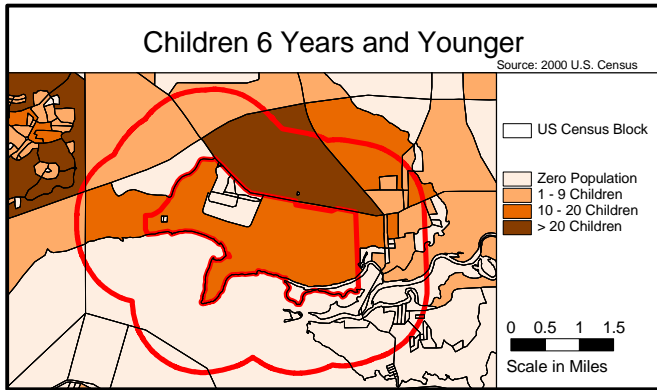 Children 6 Years and Younger
Source: 2000 U.S. Census
US Census Block
Zero Population
1 - 9 Children
10 - 20 Children
> 20 Children
0 0.5 1 1.5
Scale in Miles